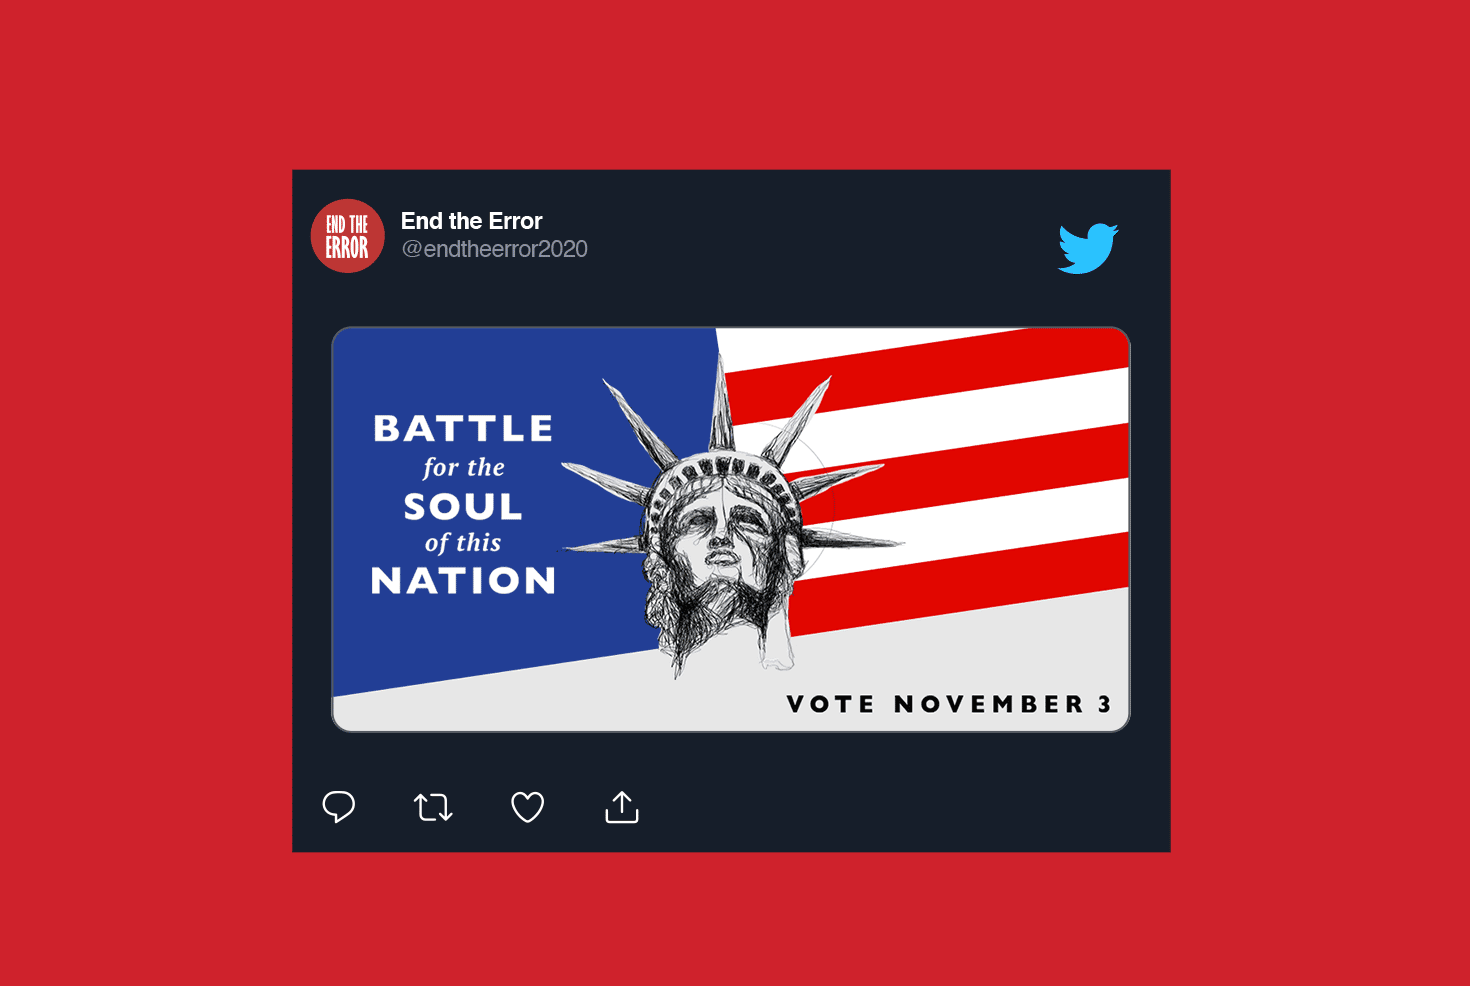 END THE
ERROR
End the Error
@endtheerror2020
BATTLE
for the
SOUL
of this
NATION
VOTE NOVEMBER 3